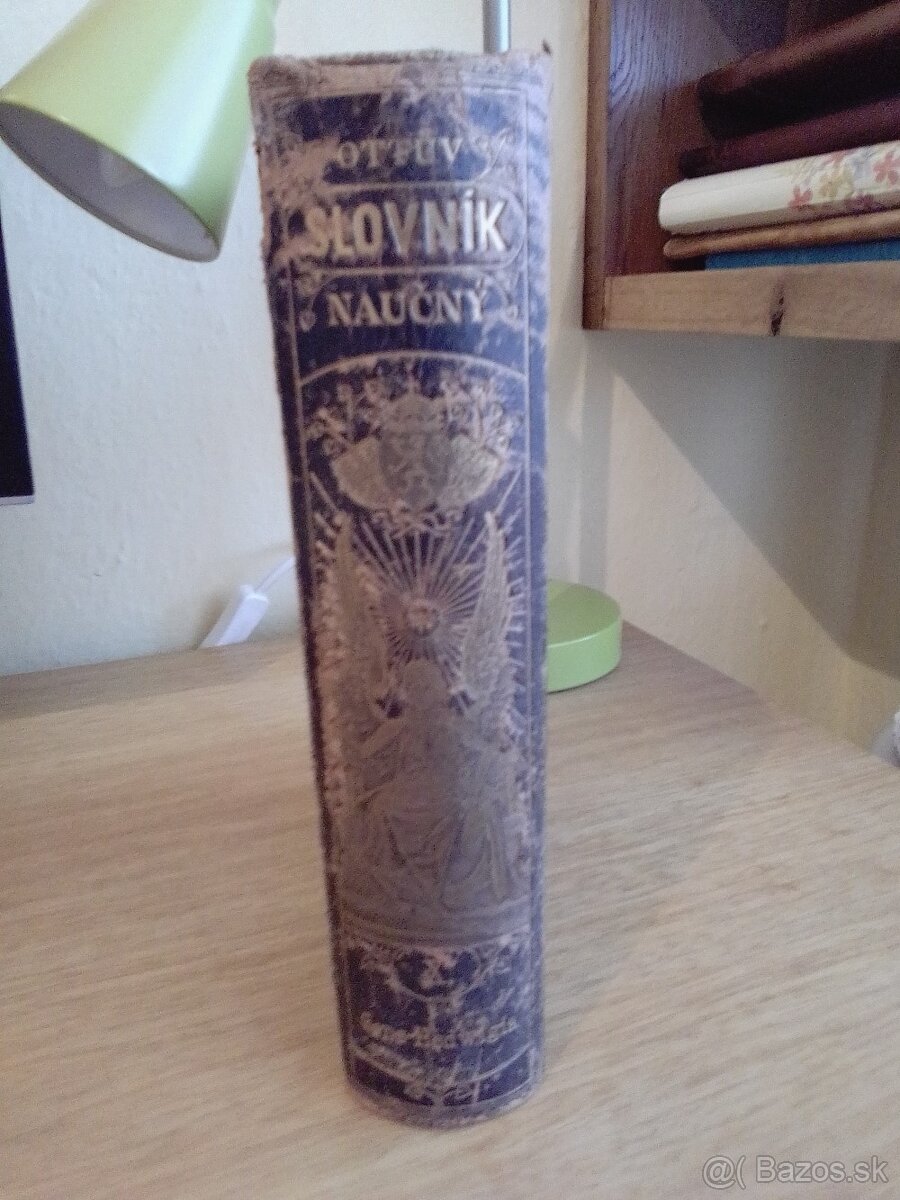 OTTŮV
SLOVNÍK
NAUČNÝ
@( Bazos.sk